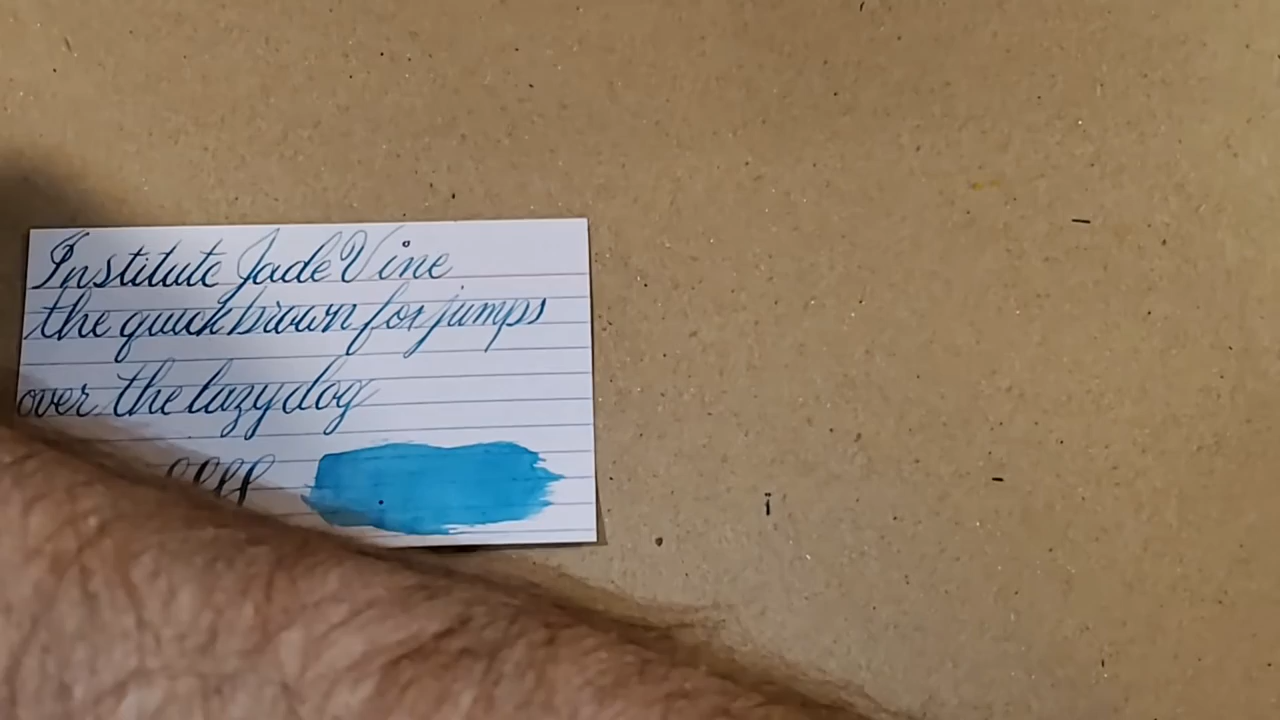 Institute Jade Vine
the quick brown fox jumps
over the lazy dog